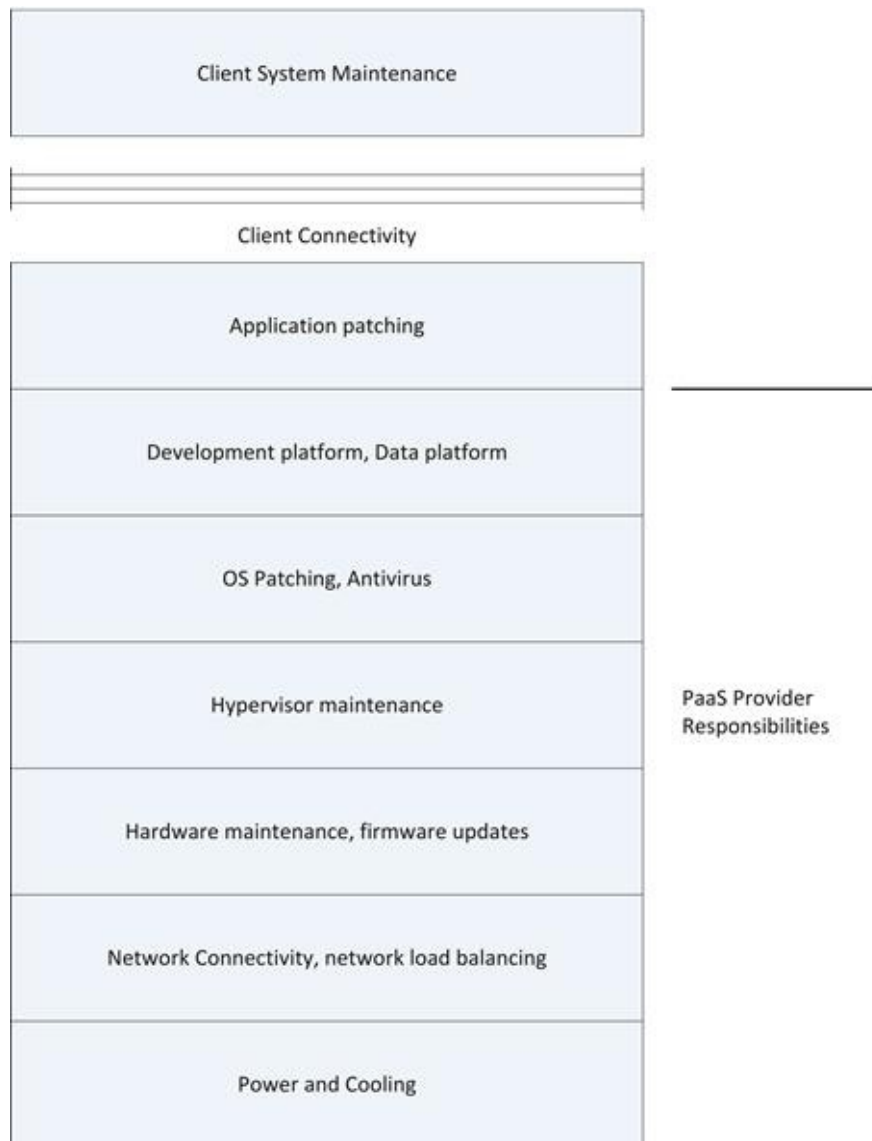 Client System Maintenance
Client Connectivity
Application patching
Development platform, Data platform
OS Patching, Antivirus
Hypervisor maintenance
PaaS Provider
Responsibilities
Hardware maintenance, firmware updates
Network Connectivity, network load balancing
Power and Cooling